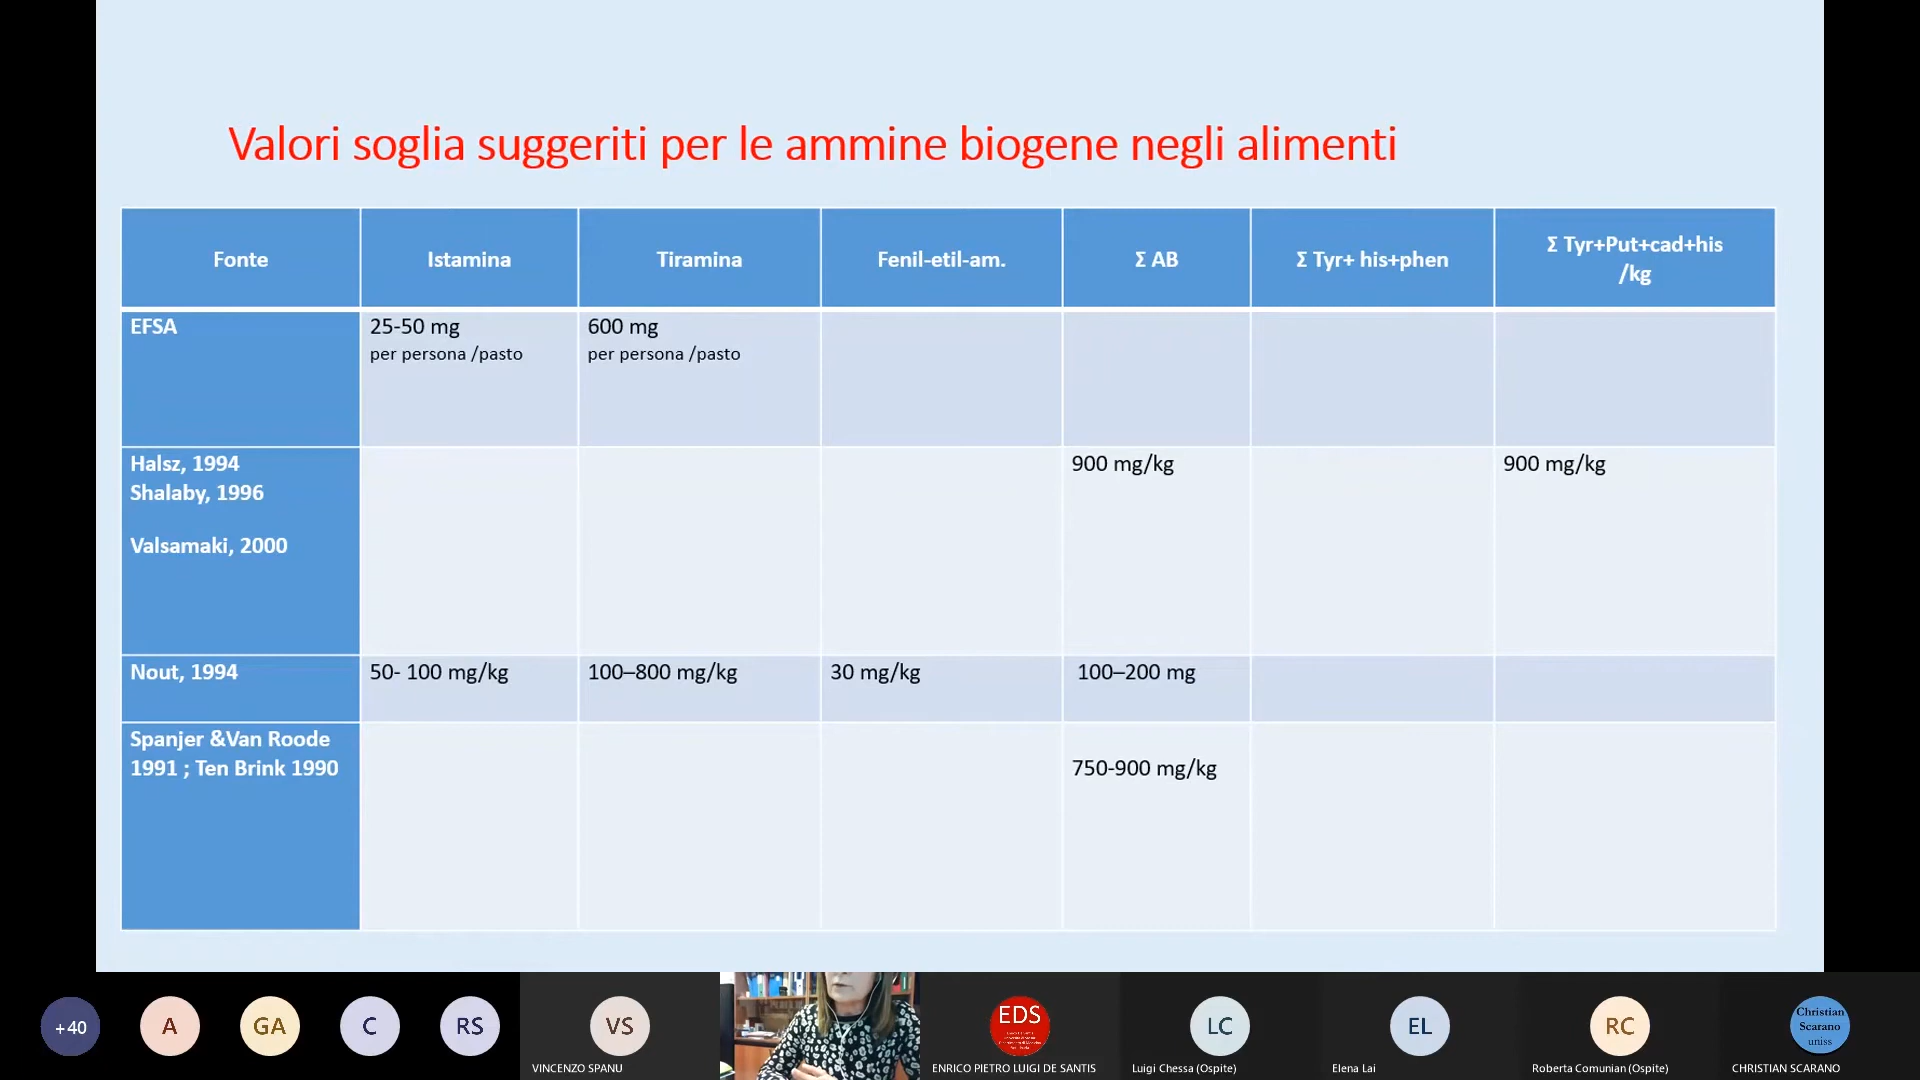 Valori soglia suggeriti per le ammine biogene negli alimenti
Fonte
Istamina
Tiramina
Fenil-etil-am.
Σ AB
Σ Tyr+ his+phen
Σ Tyr+Put+cad+his
/kg
EFSA
25-50 mg
per persona /pasto
600 mg
per persona /pasto
Halsz, 1994
Shalaby, 1996
Valsamaki, 2000
900 mg/kg
900 mg/kg
Nout, 1994
50- 100 mg/kg
100–800 mg/kg
30 mg/kg
100–200 mg
Spanjer &Van Roode
1991 ; Ten Brink 1990
750-900 mg/kg
+40
A
GA
C
RS
VS
VINCENZO SPANU
EDS
ENRICO PIETRO LUIGI DE SANTIS
LC
Luigi Chessa (Ospite)
EL
Elena Lai
RC
Roberta Comunian (Ospite)
Christian
Scarano
uniss
CHRISTIAN SCARANO